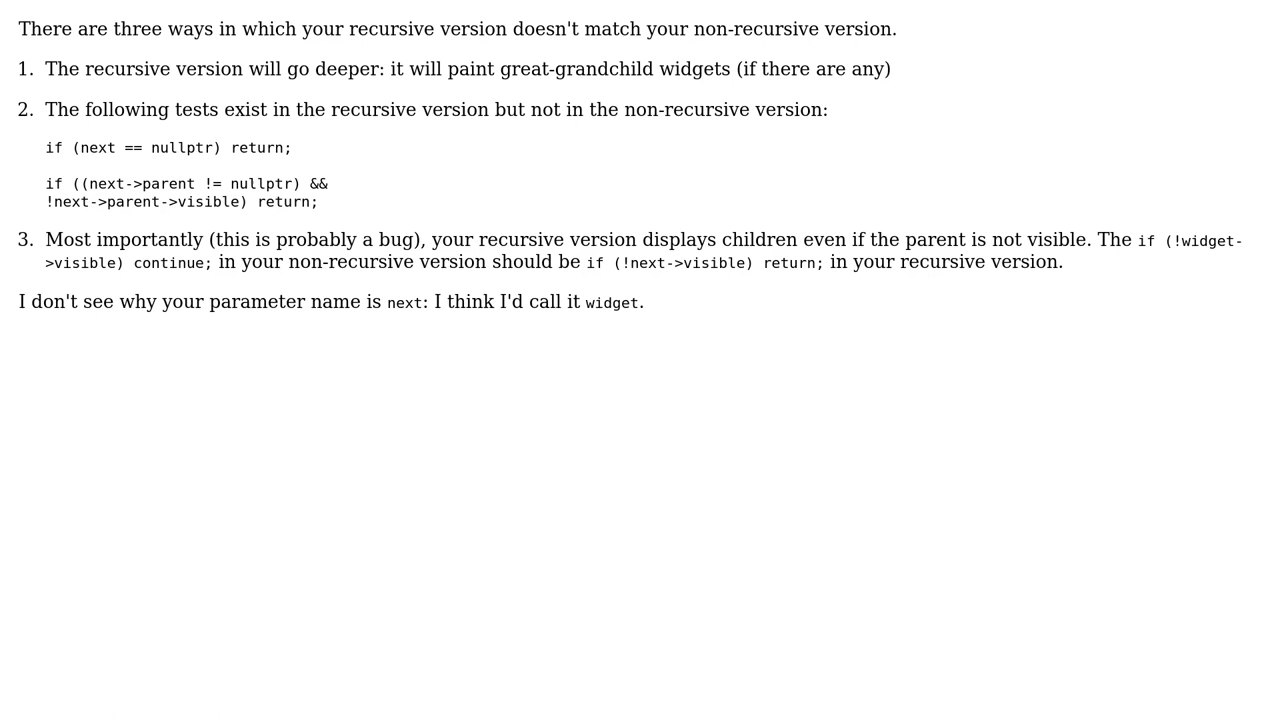 There are three ways in which your recursive version doesn't match your non-recursive version.
1. The recursive version will go deeper: it will paint great-grandchild widgets (if there are any)
2. The following tests exist in the recursive version but not in the non-recursive version:
if (next == nullptr) return;
if ((next->parent != nullptr) &&
!next->parent->visible) return;
3. Most importantly (this is probably a bug), your recursive version displays children even if the parent is not visible. The if (!widget-
>visible) continue; in your non-recursive version should be if (!next->visible) return; in your recursive version.
I don't see why your parameter name is next: I think I'd call it widget.